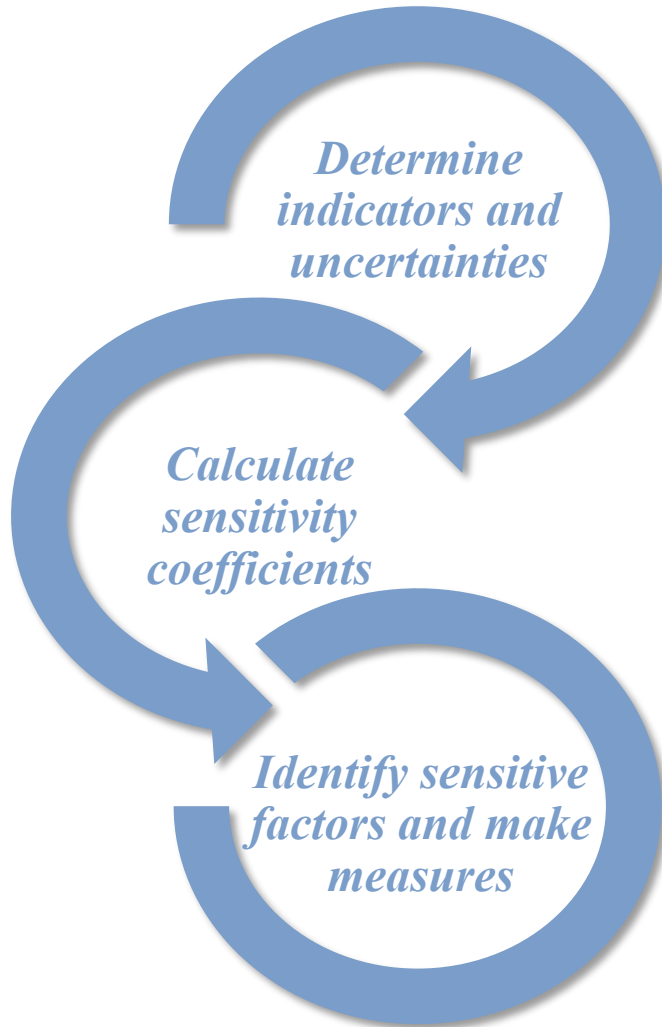 Determine
indicators and
uncertainties
Calculate
sensitivity
coefficients
Identify sensitive
factors and make
measures